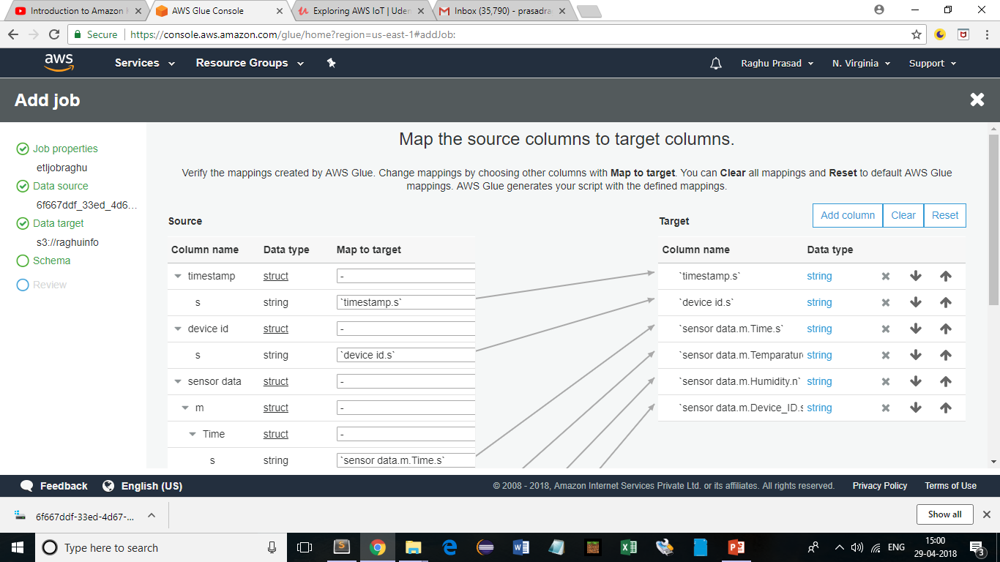 Introduction to Amazon
AWS Glue Console
Exploring AWS IoT | Uder
Inbox (35,790) - prasadra
Secure
https://console.aws.amazon.com/glue/home?region=us-east-1#addJob:
aws
Services
Resource Groups
Raghu Prasad
N. Virginia
Support
Add job
Job properties
etljobraghu
Data source
6f667ddf_33ed_4d6...
Data target
s3://raghuinfo
Schema
Review
Map the source columns to target columns.
Verify the mappings created by AWS Glue. Change mappings by choosing other columns with Map to target. You can Clear all mappings and Reset to default AWS Glue
mappings. AWS Glue generates your script with the defined mappings.
Source
Column name Data type Map to target
timestamp struct -
s string `timestamp.s`
device id struct -
s string `device id.s`
sensor data struct -
m struct -
Time struct -
s string `sensor data.m.Time.s`
Target
Add column Clear Reset
Column name Data type
`timestamp.s` string
`device id.s` string
`sensor data.m.Time.s` string
`sensor data.m.Temparatur string
`sensor data.m.Humidity.n` string
`sensor data.m.Device_ID.s string
Feedback
English (US)
© 2008 - 2018, Amazon Internet Services Private Ltd. or its affiliates. All rights reserved.
Privacy Policy
Terms of Use
6f667ddf-33ed-4d67-...
Show all
Type here to search
ENG
15:00
29-04-2018
3